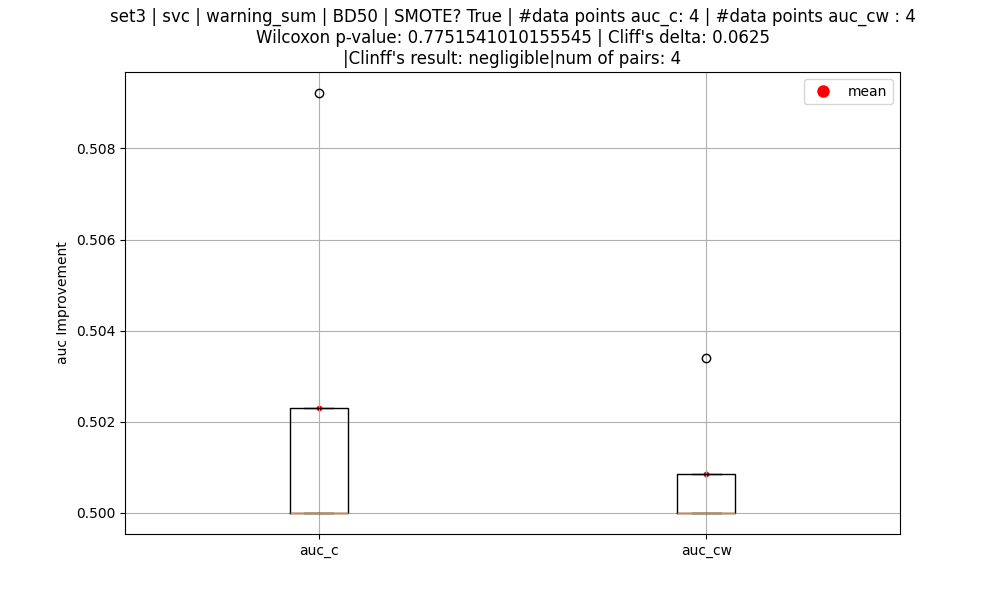 set3 | svc | warning_sum | BD50 | SMOTE? True | #data points auc_c: 4 | #data points auc_cw : 4
Wilcoxon p-value: 0.7751541010155545 | Cliff's delta: 0.0625
|Clinff's result: negligible|num of pairs: 4
mean
0.508
0.506
0.504
0.502
0.500
auc Improvement
auc_c
auc_cw